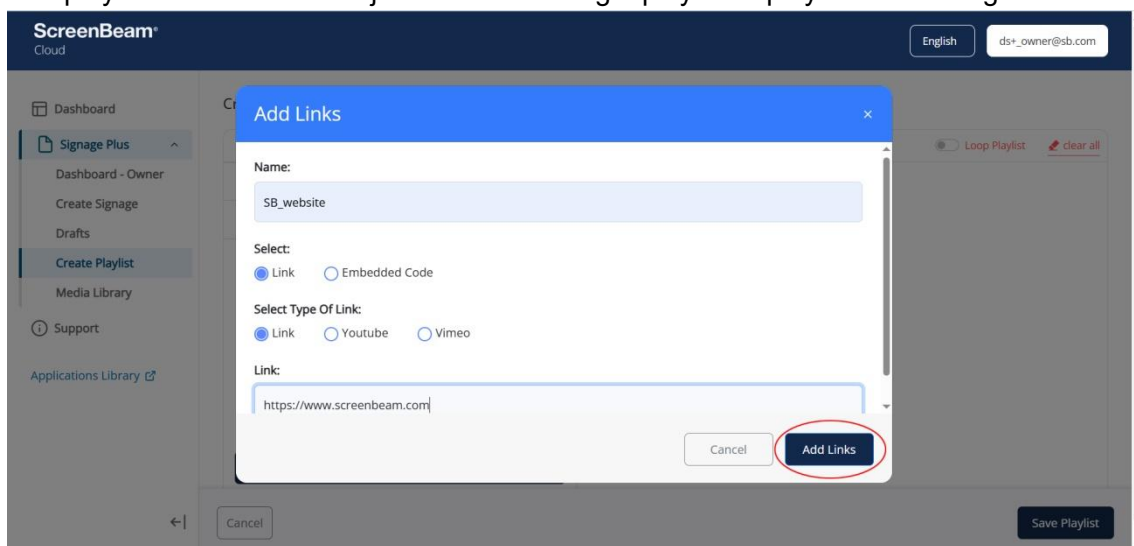 ScreenBeam®
Cloud
English
ds+_owner@sb.com
Dashboard
Signage Plus
Dashboard - Owner
Create Signage
Drafts
Create Playlist
Media Library
Support
Applications Library
Add Links
×
Loop Playlist
clear all
Name:
SB_website
Select:
Link Embedded Code
Select Type Of Link:
Link Youtube Vimeo
Link:
https://www.screenbeam.com
Cancel
Add Links
Cancel
Save Playlist